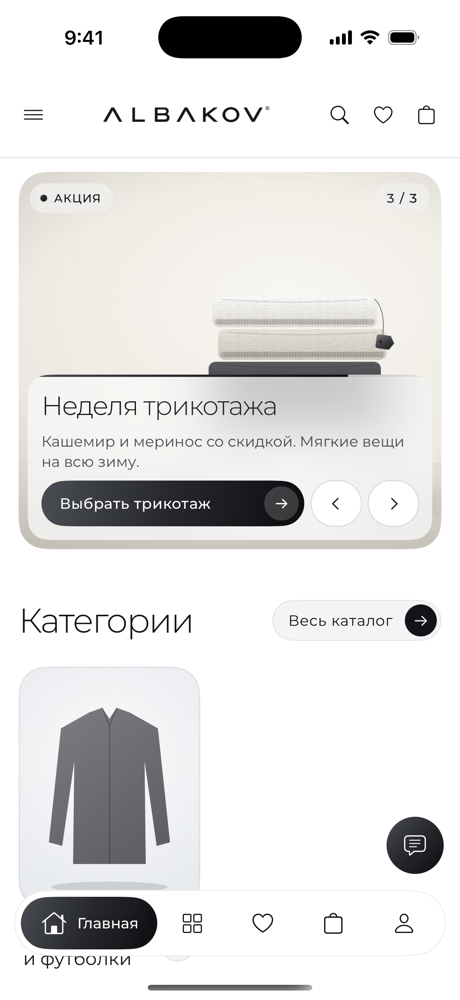 9:41
ALBAKOV®
АКЦИЯ
3 / 3
Неделя трикотажа
Кашемир и меринос со скидкой. Мягкие вещи
на всю зиму.
Выбрать трикотаж
Категории
Весь каталог
Главная
и футболки